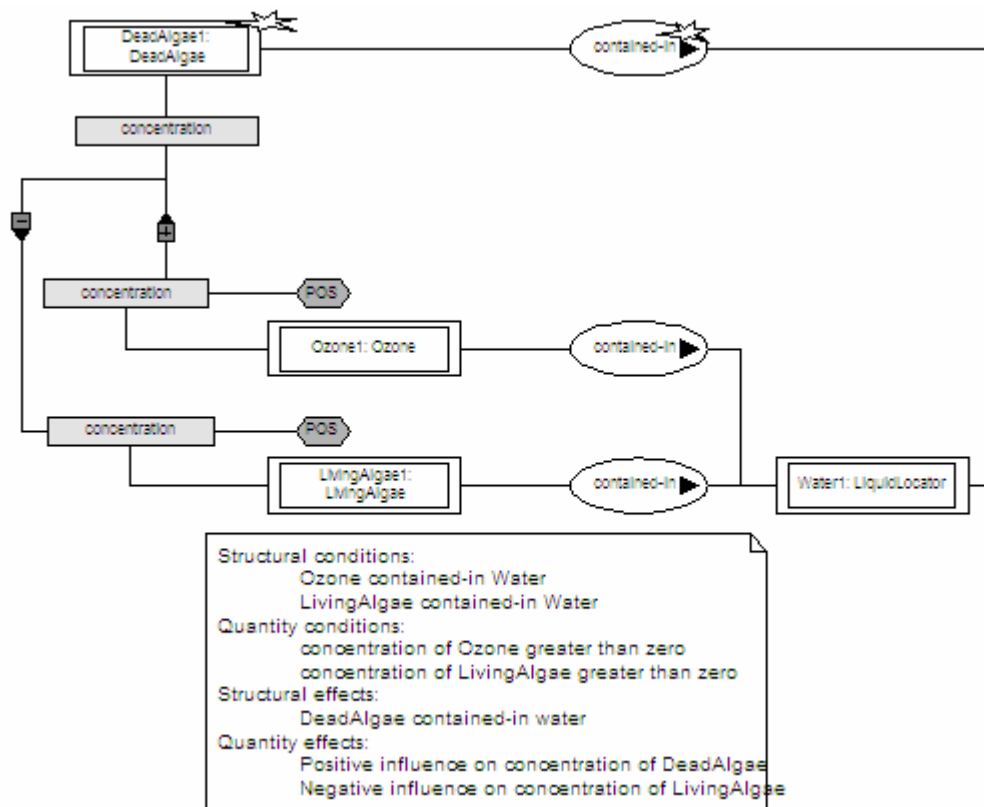 DeadAlgae1:
DeadAlgae
contained-in
concentration
−
+
concentration
POS
Ozone1: Ozone
contained-in
concentration
POS
LivingAlgae1:
LivingAlgae
contained-in
Water1: LiquidLocator
Structural conditions:
Ozone contained-in Water
LivingAlgae contained-in Water
Quantity conditions:
concentration of Ozone greater than zero
concentration of LivingAlgae greater than zero
Structural effects:
DeadAlgae contained-in water
Quantity effects:
Positive influence on concentration of DeadAlgae
Negative influence on concentration of LivingAlgae